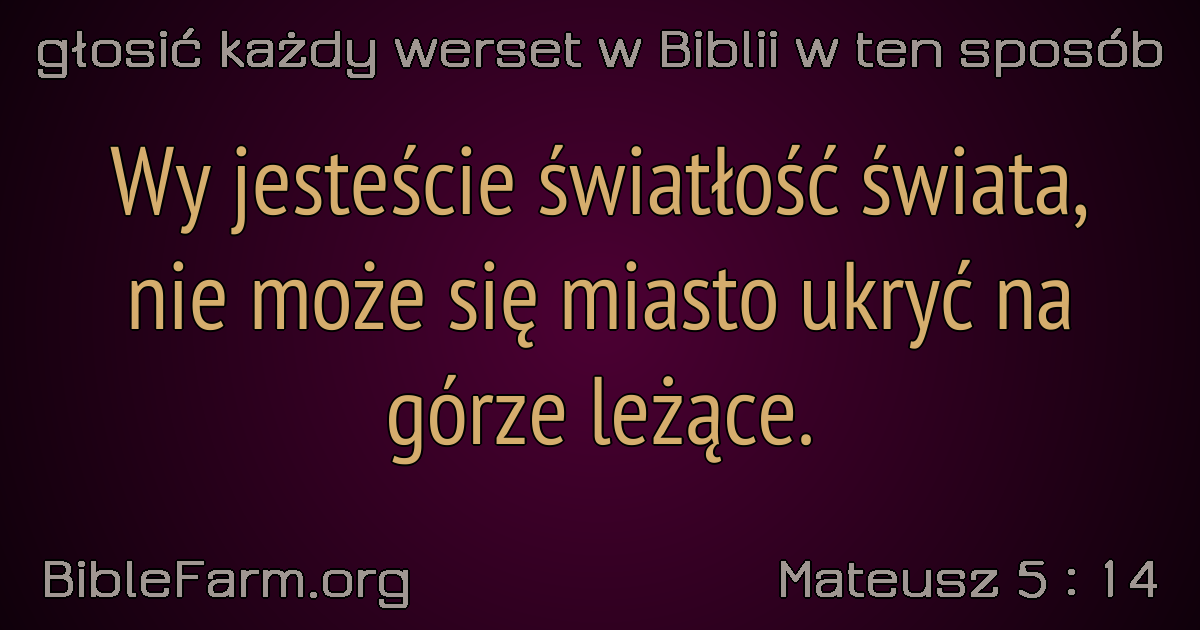 głosić każdy werset w Biblii w ten sposób
Wy jesteście światłość świata,
nie może się miasto ukryć na
górze leżące.
BibleFarm.org
Mateusz 5 : 14